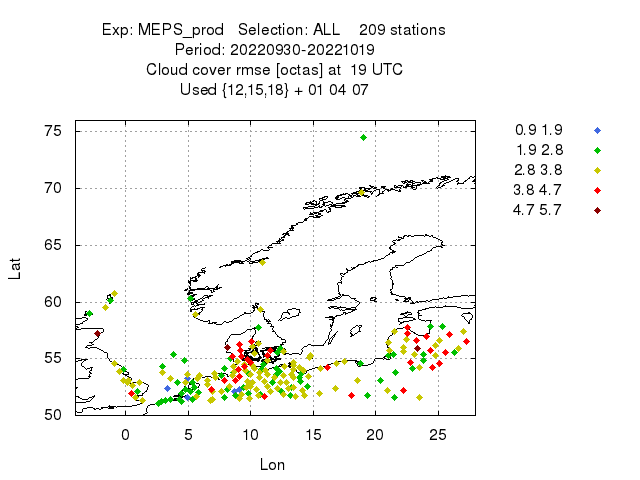 Exp: MEPS_prod   Selection: ALL    209 stations
Period: 20220930-20221019
Cloud cover rmse [octas] at  19 UTC
Used {12,15,18} + 01 04 07
0.9 1.9
1.9 2.8
2.8 3.8
3.8 4.7
4.7 5.7
75
70
65
60
55
50
Lat
0 5 10 15 20 25
Lon